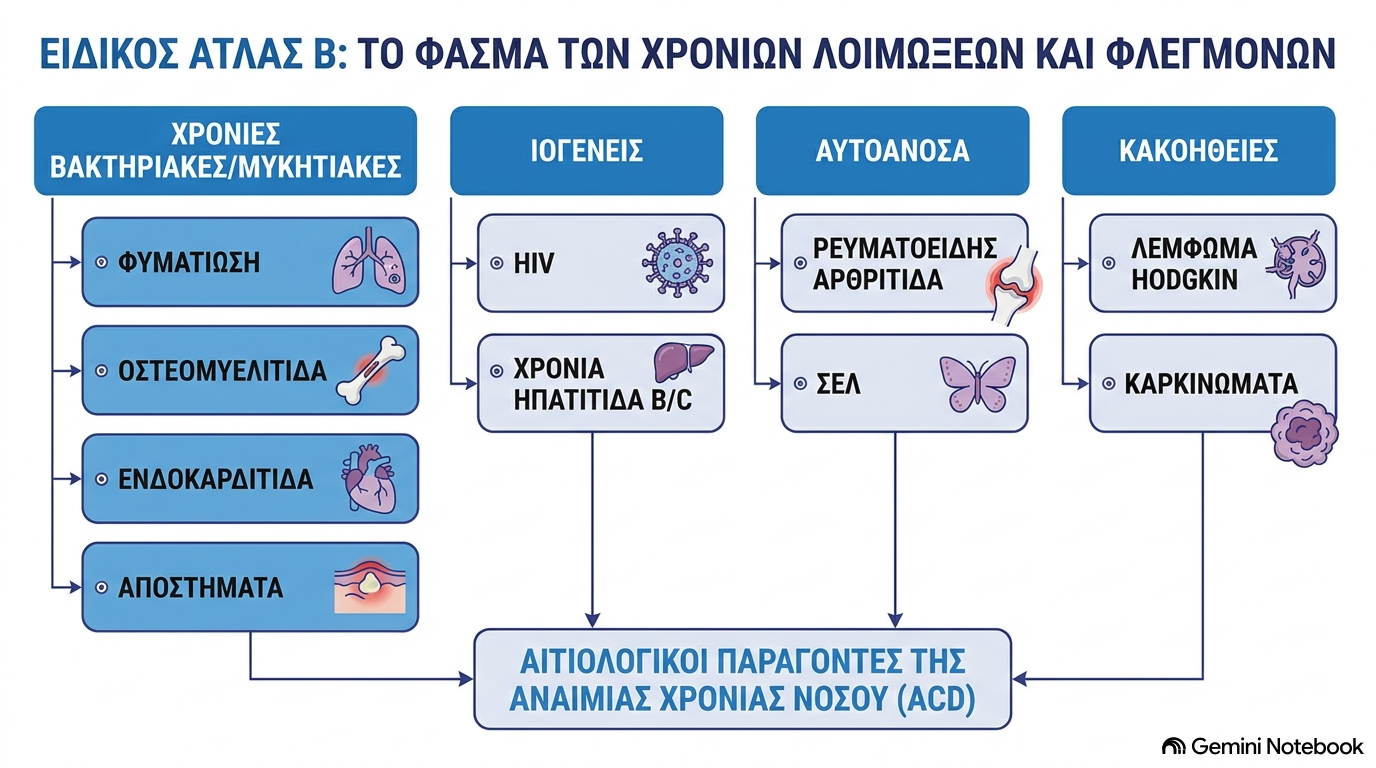 ΕΙΔΙΚΟΣ ΑΤΛΑΣ Β: ΤΟ ΦΑΣΜΑ ΤΩΝ ΧΡΟΝΙΩΝ ΛΟΙΜΩΞΕΩΝ ΚΑΙ ΦΛΕΓΜΟΝΩΝ
ΧΡΟΝΙΕΣ
ΒΑΚΤΗΡΙΑΚΕΣ/ΜΥΚΗΤΙΑΚΕΣ
ΦΥΜΑΤΙΩΣΗ
ΟΣΤΕΟΜΥΕΛΙΤΙΔΑ
ΕΝΔΟΚΑΡΔΙΤΙΔΑ
ΑΠΟΣΤΗΜΑΤΑ
ΙΟΓΕΝΕΙΣ
HIV
ΧΡΟΝΙΑ
ΗΠΑΤΙΤΙΔΑ B/C
ΑΥΤΟΑΝΟΣΑ
ΡΕΥΜΑΤΟΕΙΔΗΣ
ΑΡΘΡΙΤΙΔΑ
ΣΕΛ
ΚΑΚΟΗΘΕΙΕΣ
ΛΕΜΦΩΜΑ
HODGKIN
ΚΑΡΚΙΝΩΜΑΤΑ
ΑΙΤΙΟΛΟΓΙΚΟΙ ΠΑΡΑΓΟΝΤΕΣ ΤΗΣ
ΑΝΑΙΜΙΑΣ ΧΡΟΝΙΑΣ ΝΟΣΟΥ (ACD)
Gemini Notebook